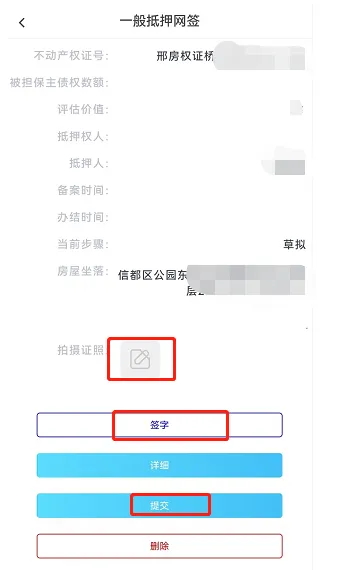 一般抵押网签
不动产权证号： 邢房权证桥
被担保主债权数额：
评估价值：
抵押权人：
抵押人：
备案时间：
办结时间：
当前步骤： 草拟
房屋坐落： 信都区公园东
层
拍摄证照
签字
详细
提交
删除